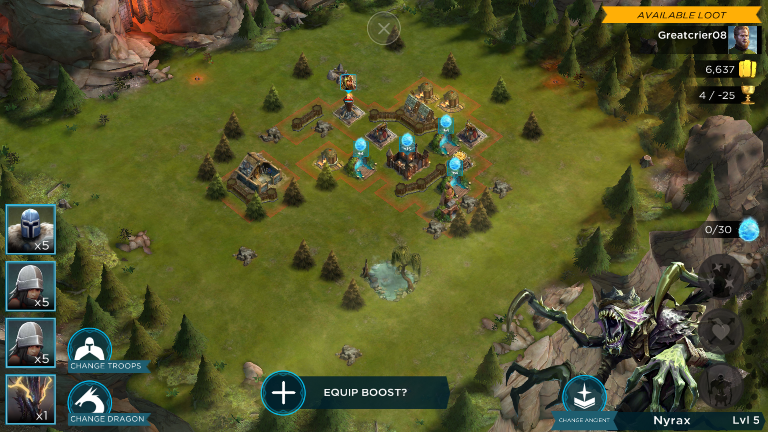 AVAILABLE LOOT
Greatcrier08
6,637
4 / -25
0/30
x5
x5
x5
x1
CHANGE TROOPS
CHANGE DRAGON
EQUIP BOOST?
CHANGE ANCIENT
Nyrax
Lvl 5